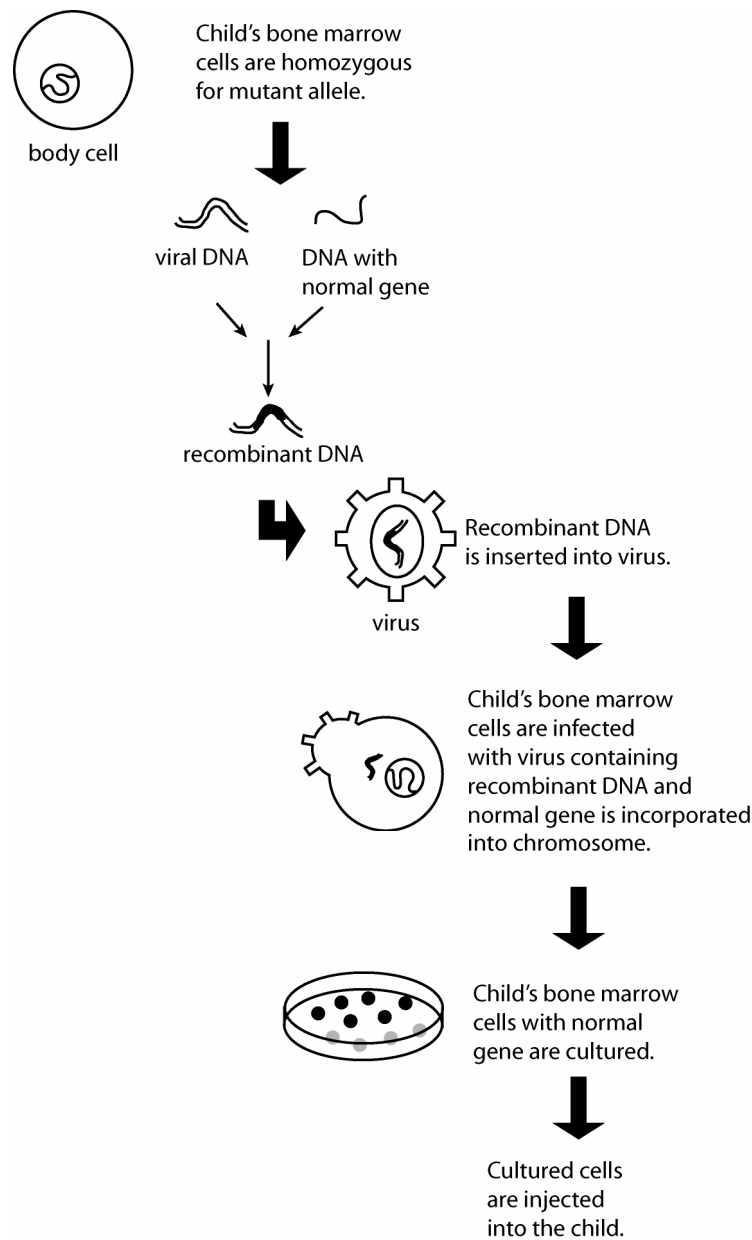 Child’s bone marrow
cells are homozygous
for mutant allele.
body cell
viral DNA
DNA with
normal gene
recombinant DNA
Recombinant DNA
is inserted into virus.
virus
Child’s bone marrow
cells are infected
with virus containing
recombinant DNA and
normal gene is incorporated
into chromosome.
Child’s bone marrow
cells with normal
gene are cultured.
Cultured cells
are injected
into the child.